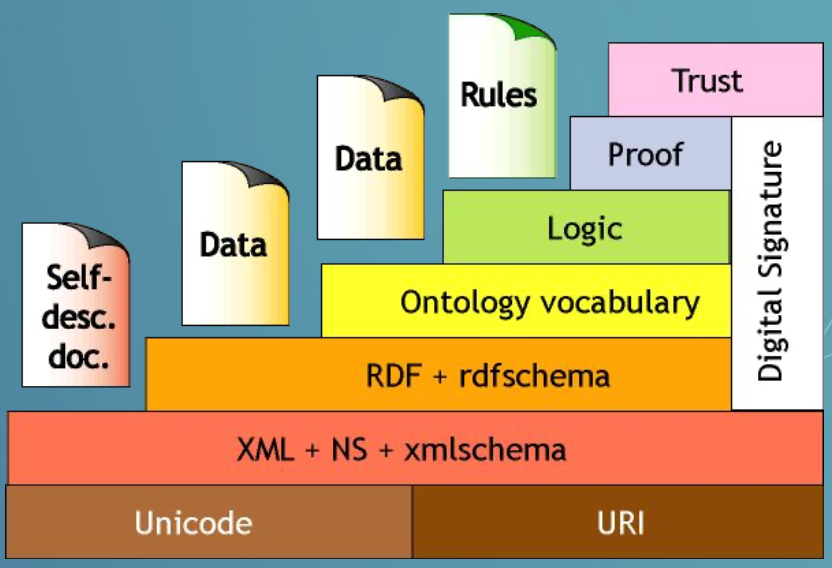 Rules
Trust
Data
Proof
Data
Logic
Self-
desc.
doc.
Ontology vocabulary
Digital Signature
RDF + rdfschema
XML + NS + xmlschema
Unicode
URI